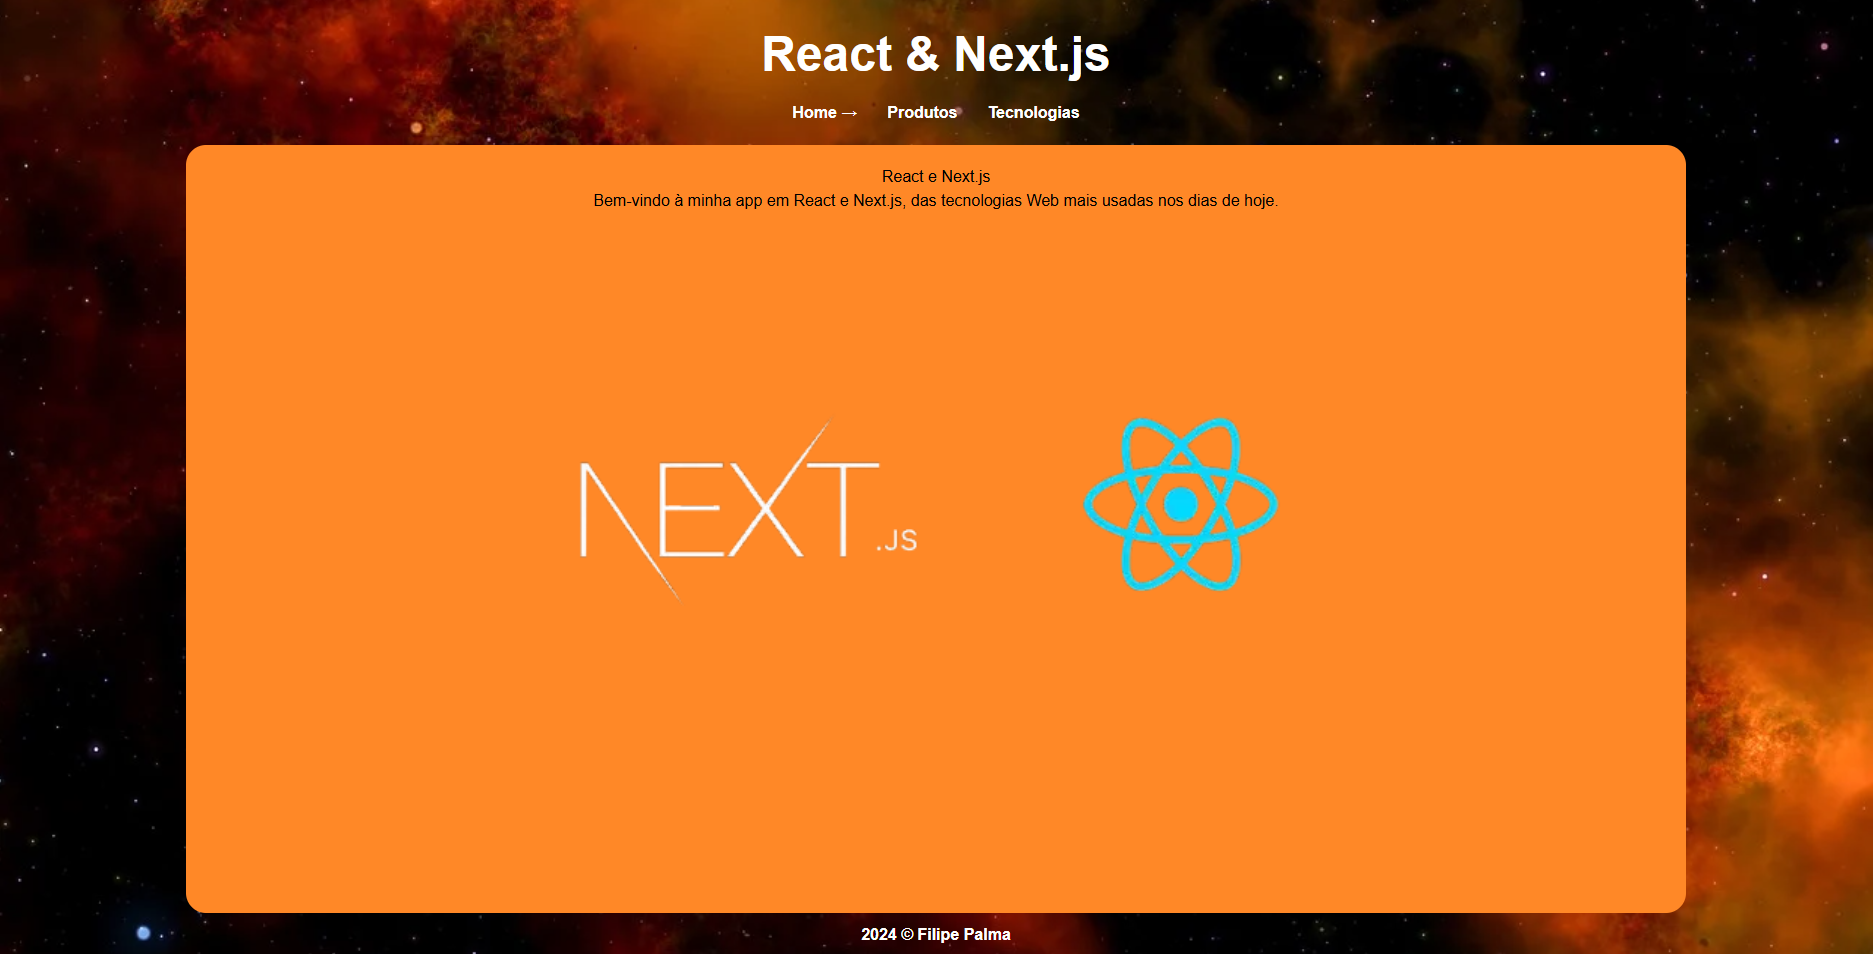 React & Next.js
Home → Produtos Tecnologias
React e Next.js
Bem-vindo à minha app em React e Next.js, das tecnologias Web mais usadas nos dias de hoje.
NEXT.JS
2024 © Filipe Palma